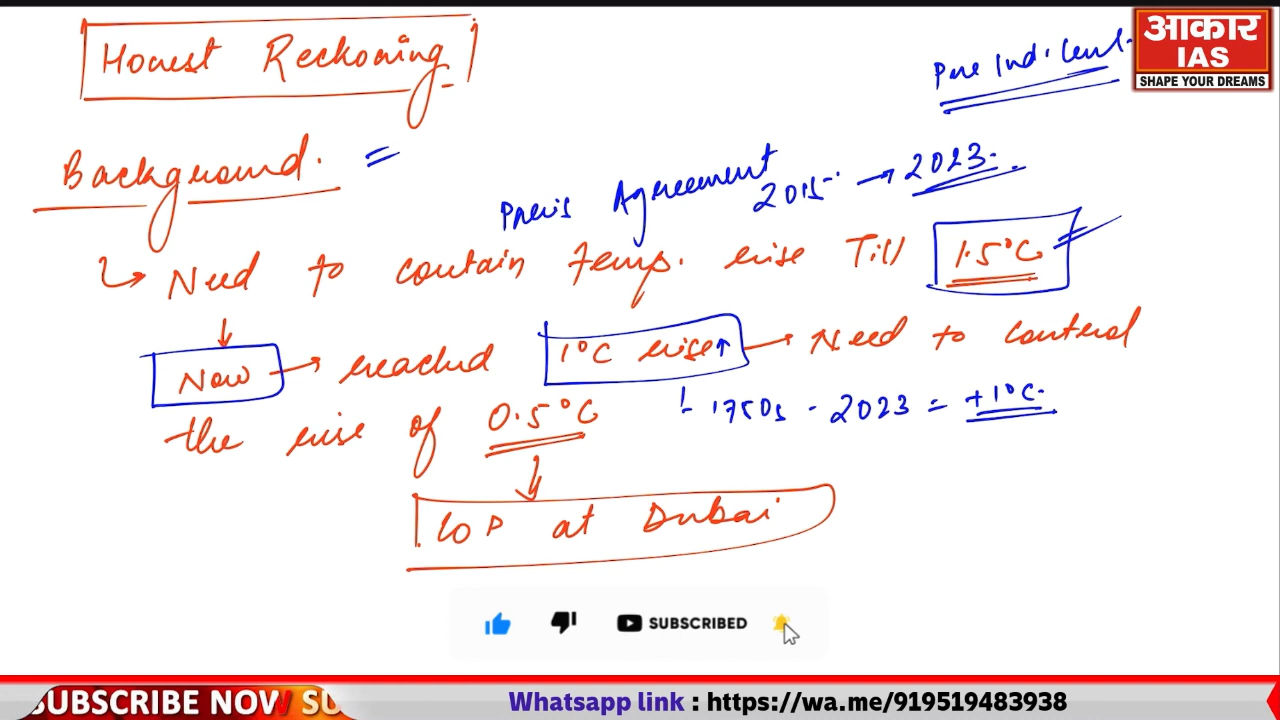 Honest Reckoning
Pre Ind. Level.
आकार
IAS
SHAPE YOUR DREAMS
Background. =
Paris Agreement
2015 → 2023
↳ Need to contain temp. rise Till 1.5°C
Now → reached 1°C rise↑ → Need to control
the rise of 0.5°C
1750s - 2023 = +1°C.
COP at Dubai
SUBSCRIBED
SUBSCRIBE NOW SU
Whatsapp link : https://wa.me/919519483938